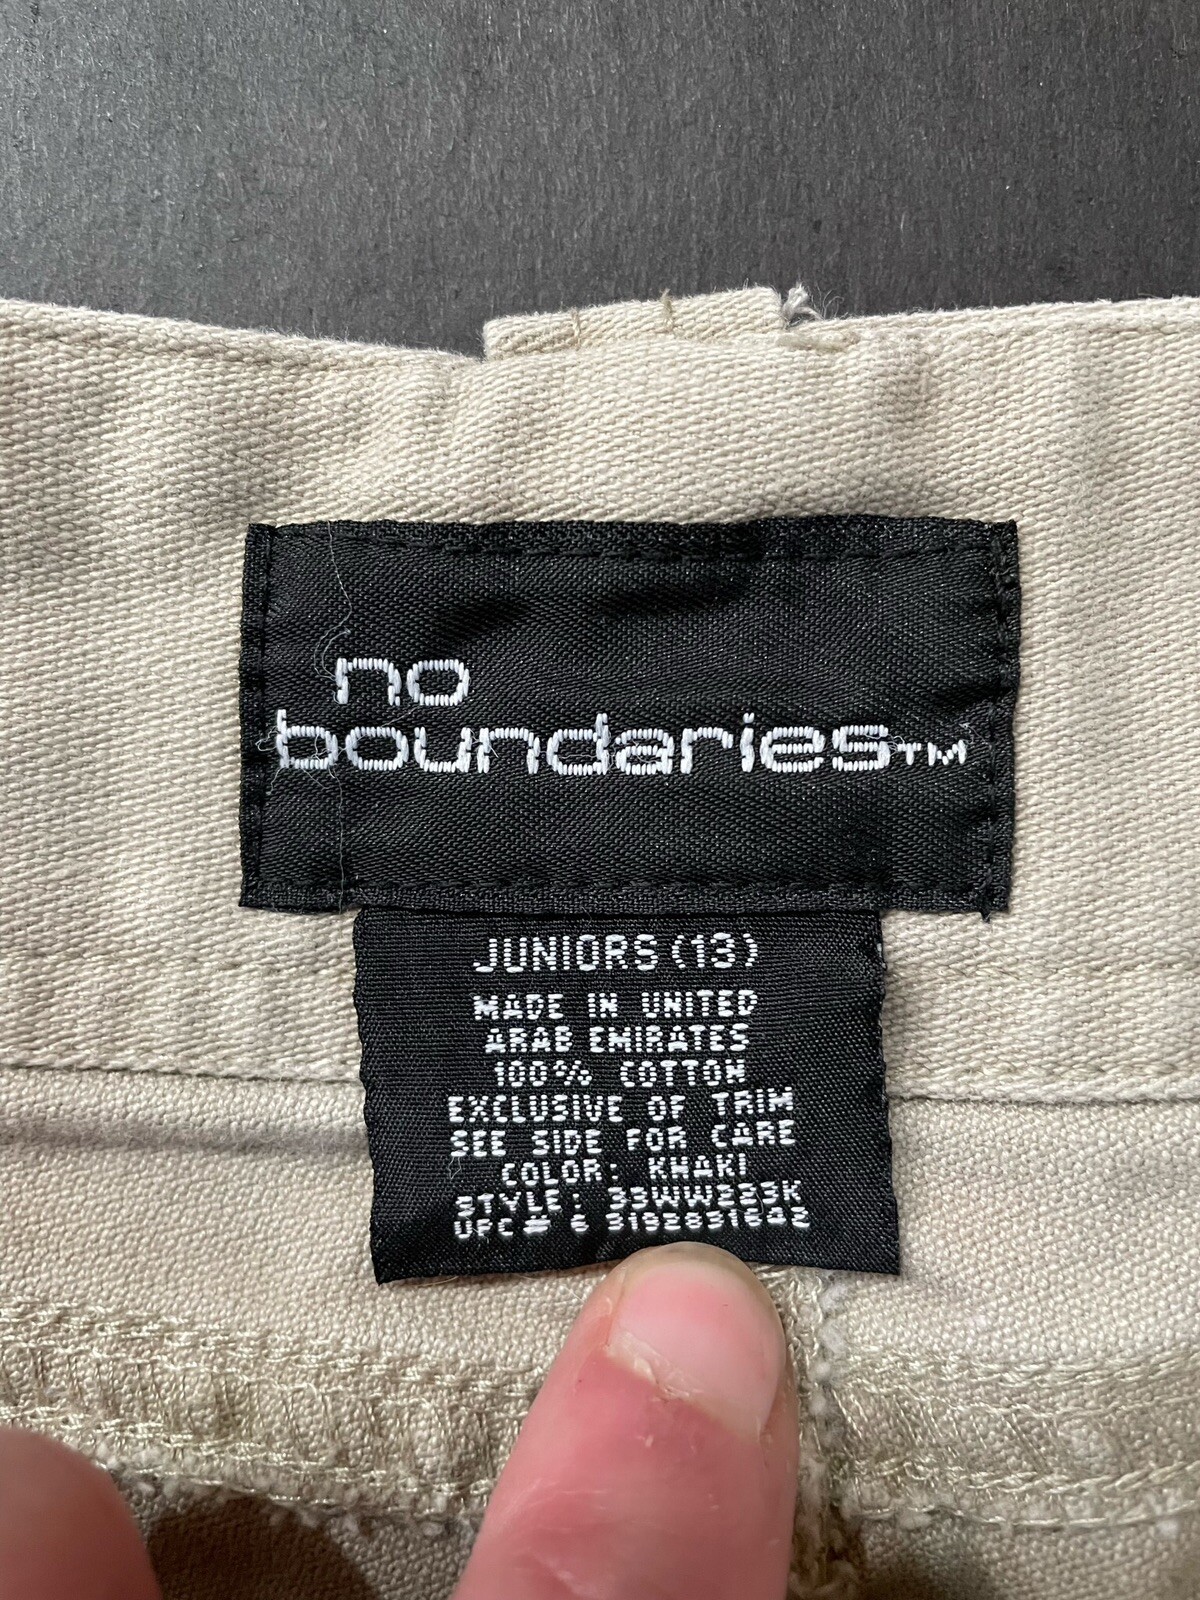 no
boundaries™
JUNIORS (13)
MADE IN UNITED
ARAB EMIRATES
100% COTTON
EXCLUSIVE OF TRIM
SEE SIDE FOR CARE
COLOR: KHAKI
STYLE: 33WW223K
UPC # 6